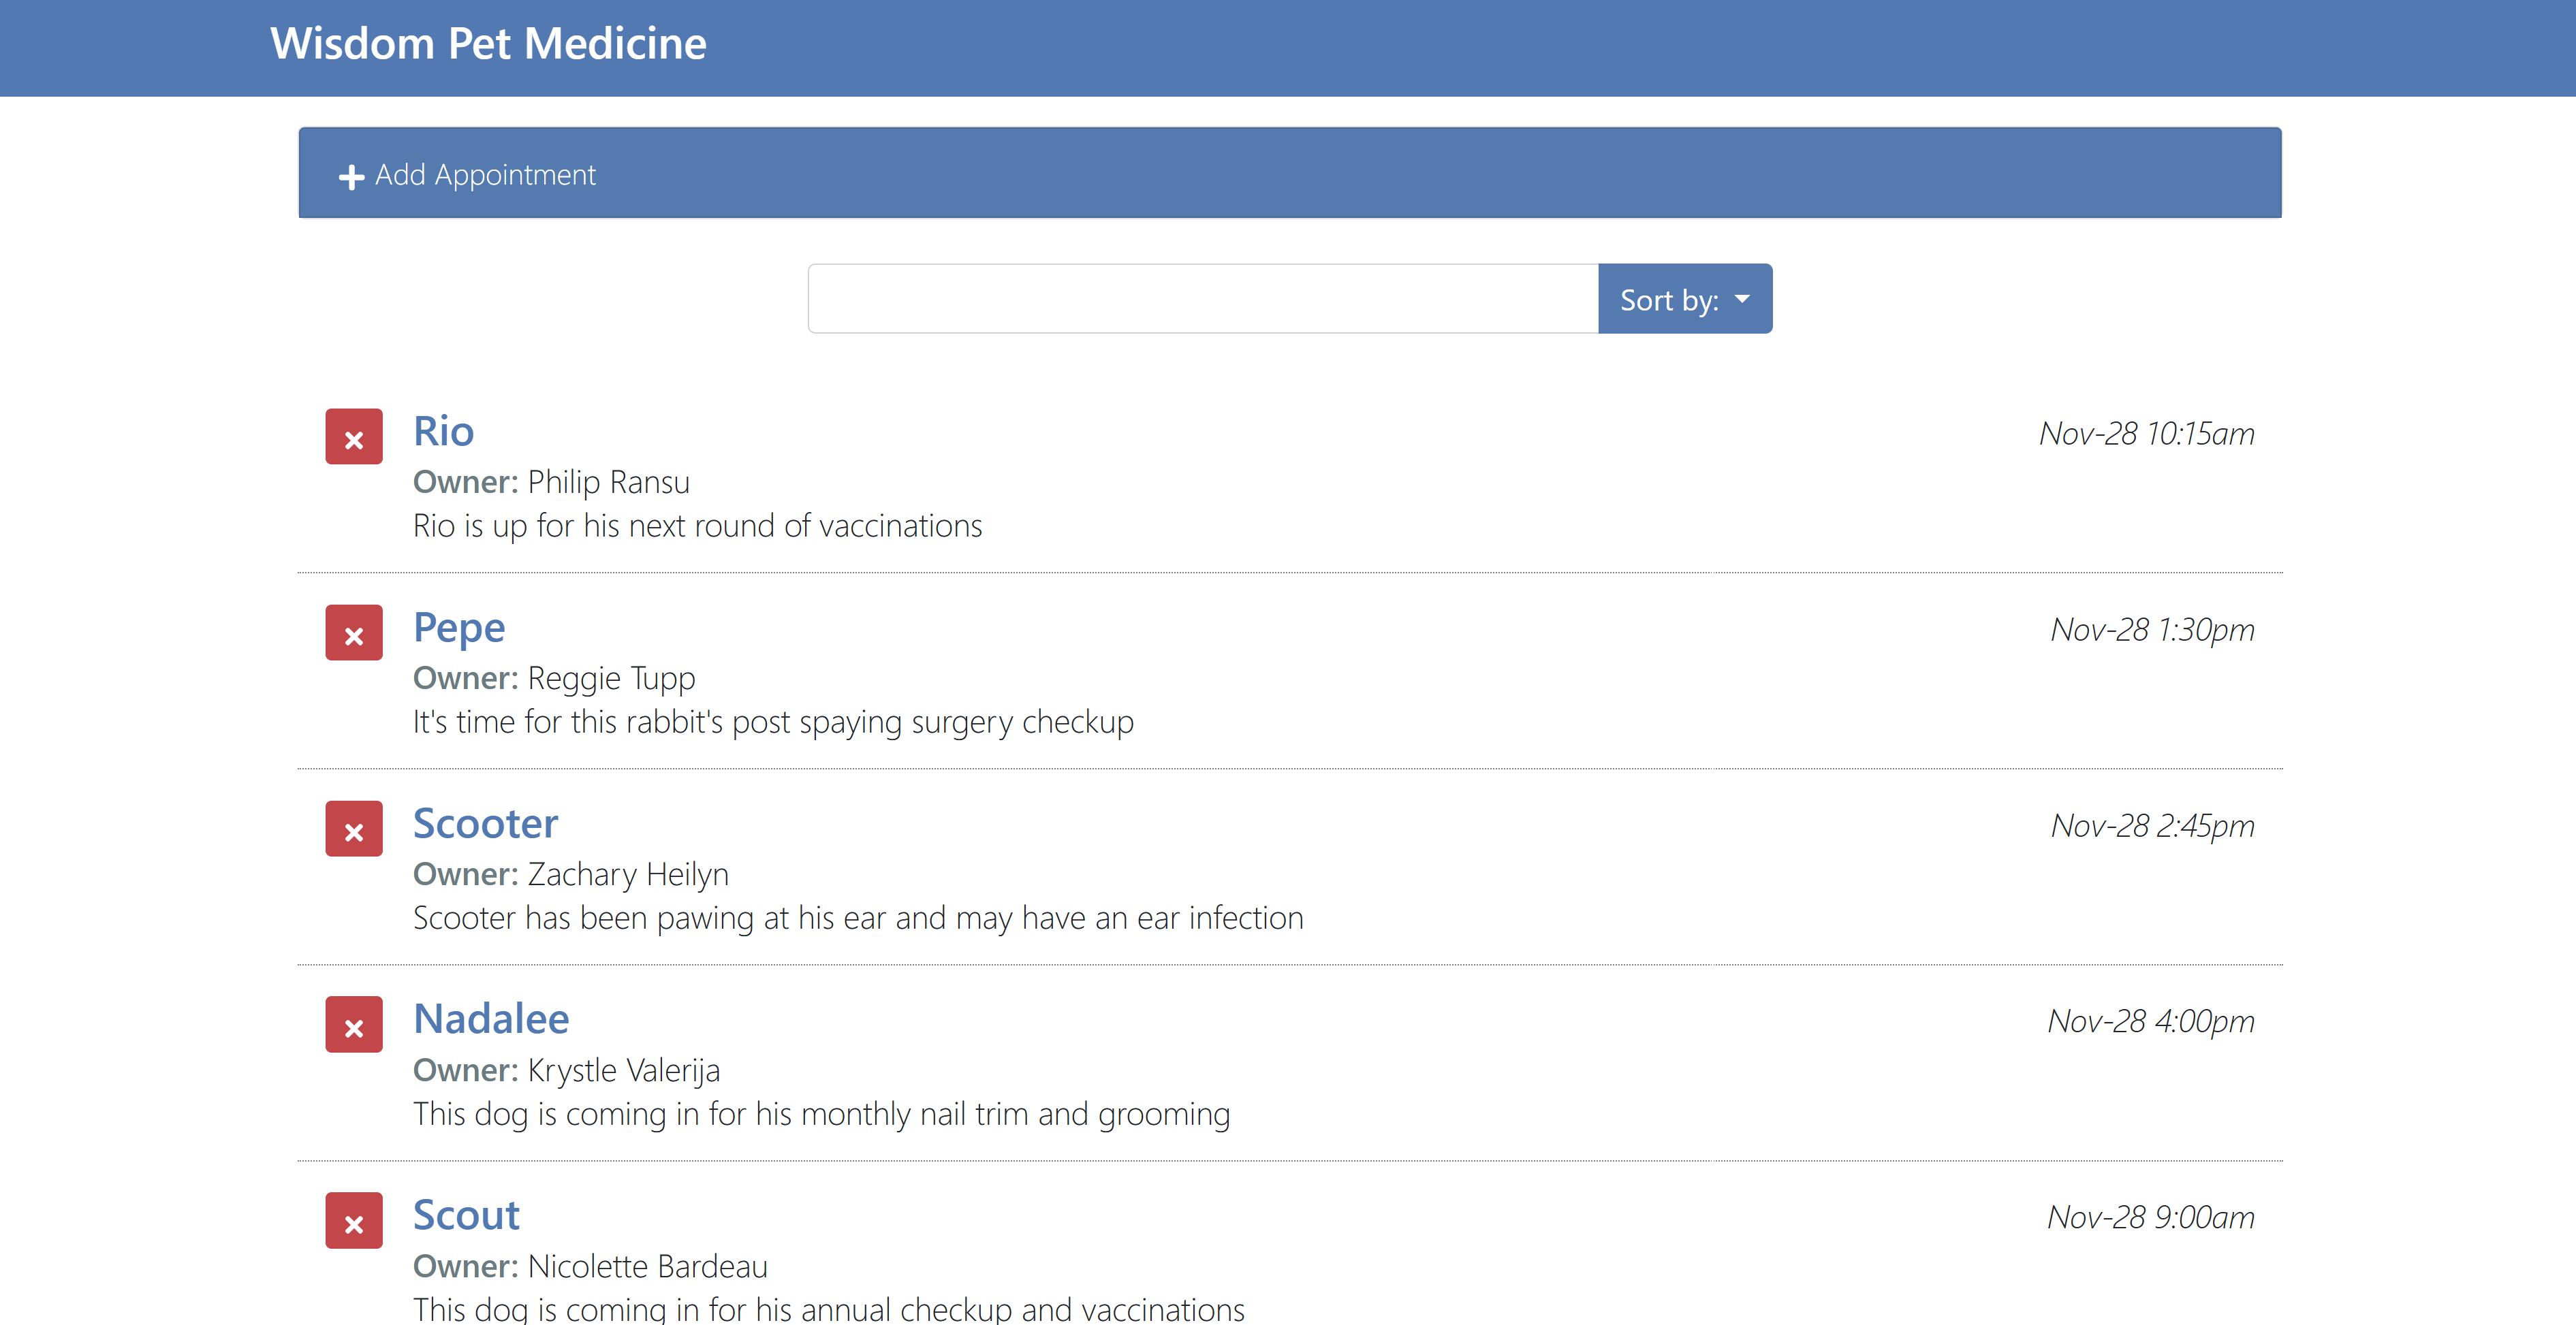 Wisdom Pet Medicine
Add Appointment
Sort by:
Rio
Nov-28 10:15am
Owner: Philip Ransu
Rio is up for his next round of vaccinations
Pepe
Nov-28 1:30pm
Owner: Reggie Tupp
It's time for this rabbit's post spaying surgery checkup
Scooter
Nov-28 2:45pm
Owner: Zachary Heilyn
Scooter has been pawing at his ear and may have an ear infection
Nadalee
Nov-28 4:00pm
Owner: Krystle Valerija
This dog is coming in for his monthly nail trim and grooming
Scout
Nov-28 9:00am
Owner: Nicolette Bardeau
This dog is coming in for his annual checkup and vaccinations